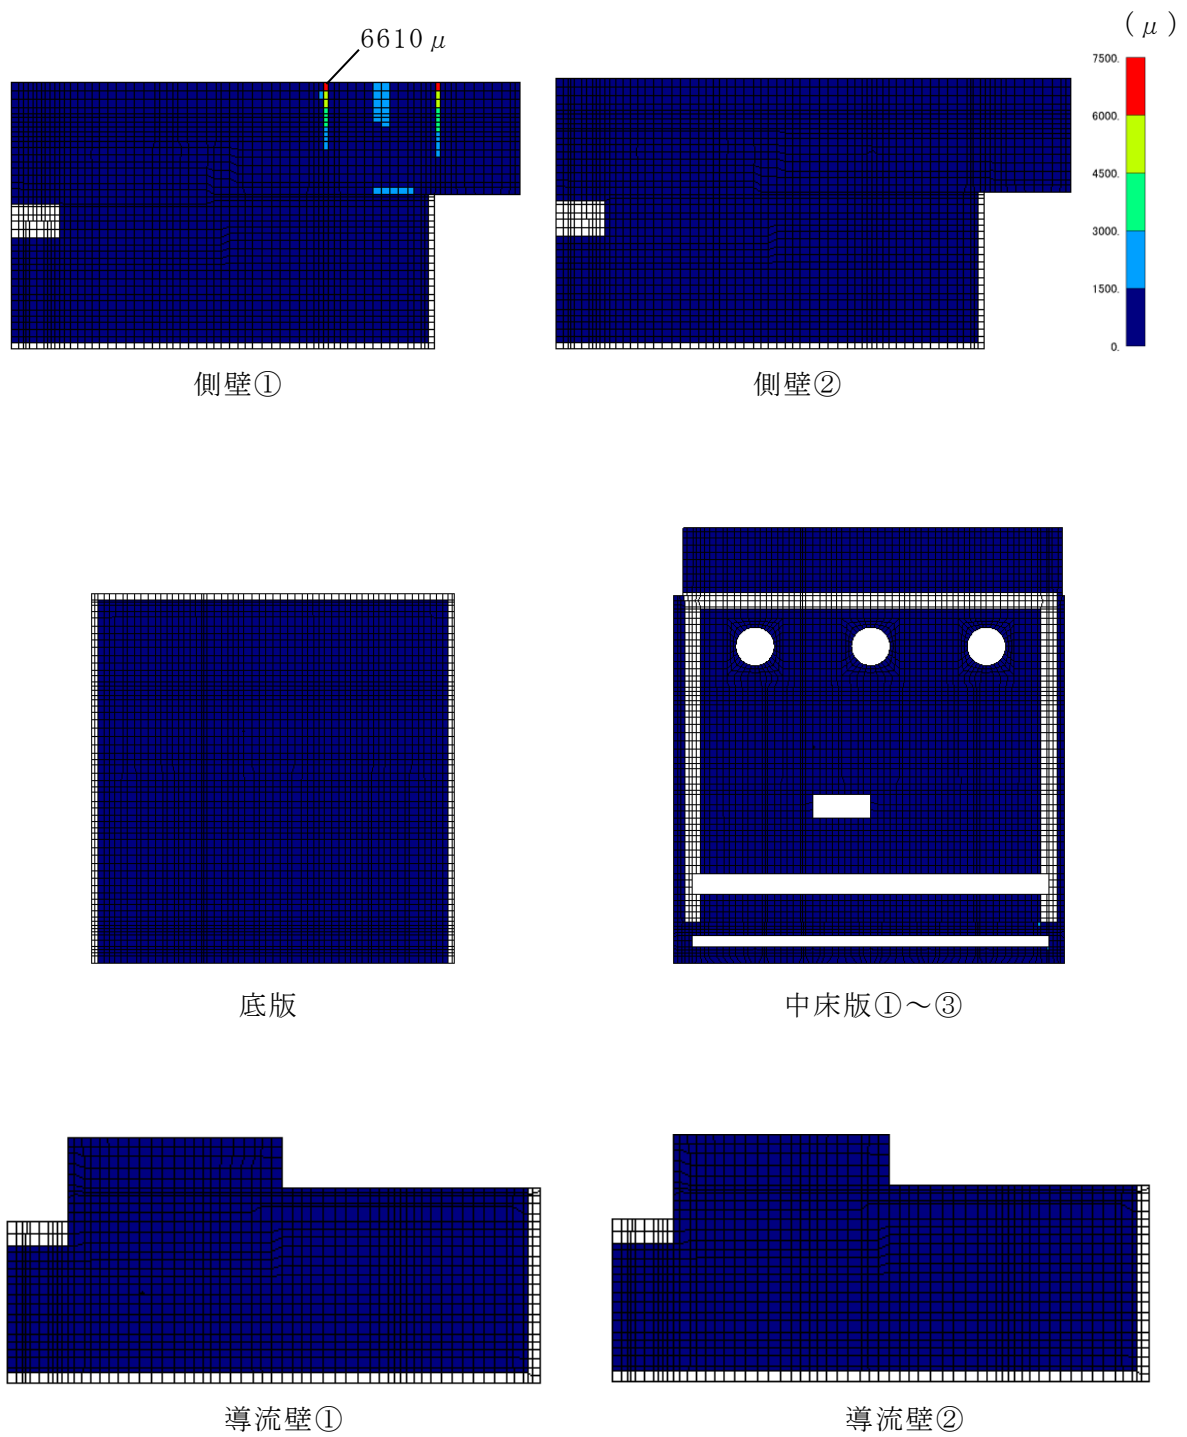 6610 μ
(μ)
7500.
6000.
4500.
3000.
1500.
0.
側壁①
側壁②
底版
中床版①～③
導流壁①
導流壁②